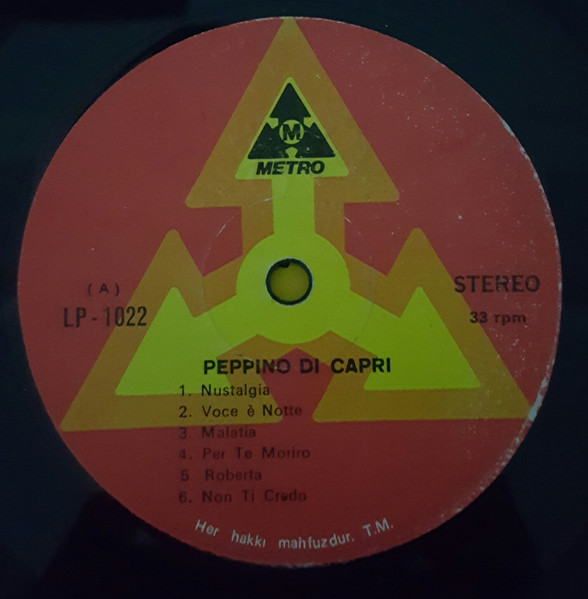 M
METRO
(A)
LP-1022
STEREO
33 rpm
PEPPINO DI CAPRI
1. Nustalgia
2. Voce è Notte
3. Malatia
4. Per Te Moriro
5 Roberta
6. Non Ti Credo
Her hakkı mahfuzdur. T.M.